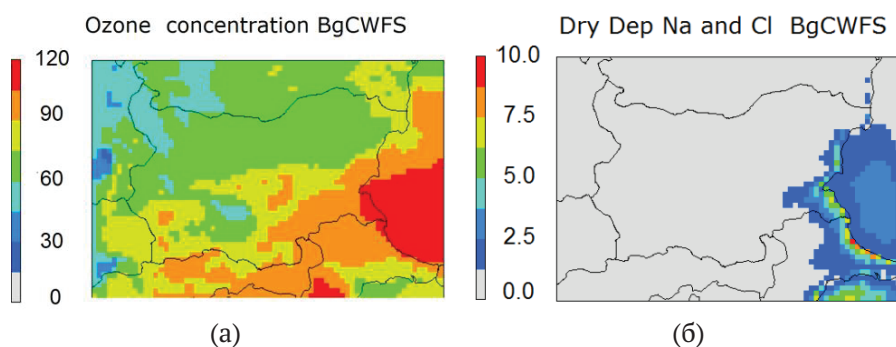 Ozone concentration BgCWFS
120
90
60
30
0
(а)
Dry Dep Na and Cl BgCWFS
10.0
7.5
5.0
2.5
0.0
(б)